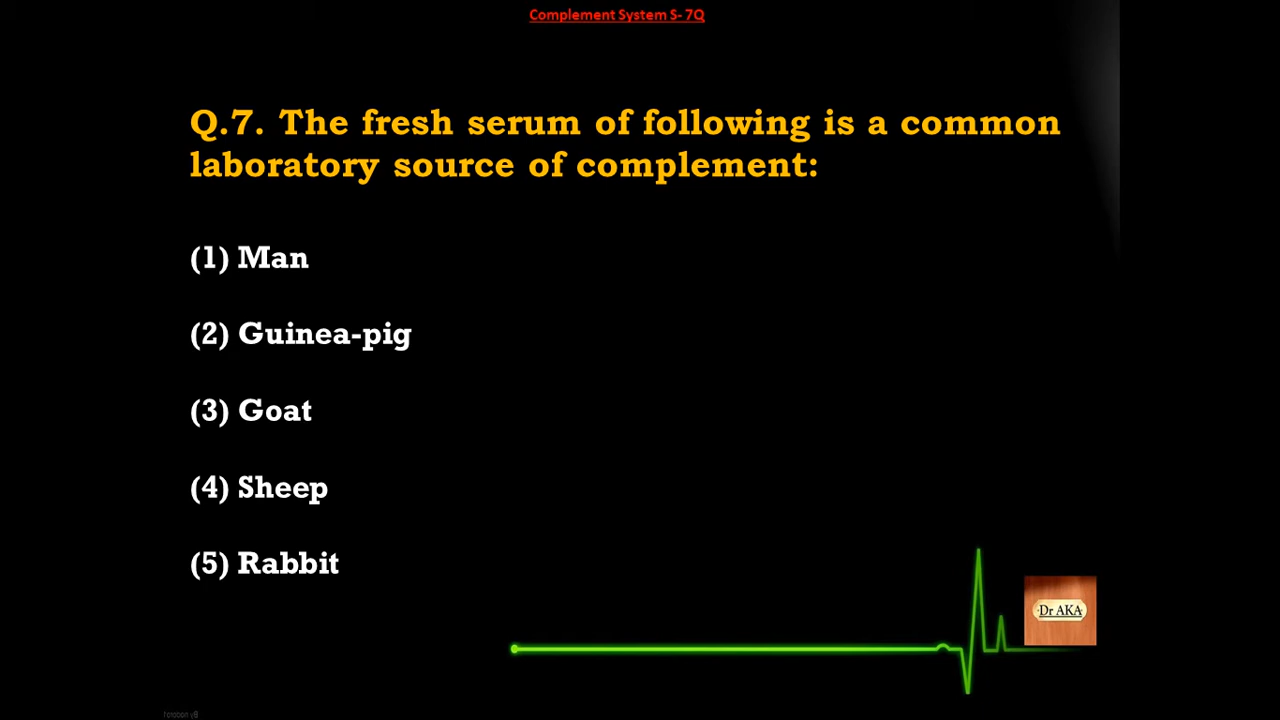 Complement System S- 7Q
Q.7. The fresh serum of following is a common
laboratory source of complement:
(1) Man
(2) Guinea-pig
(3) Goat
(4) Sheep
(5) Rabbit
Dr AKA